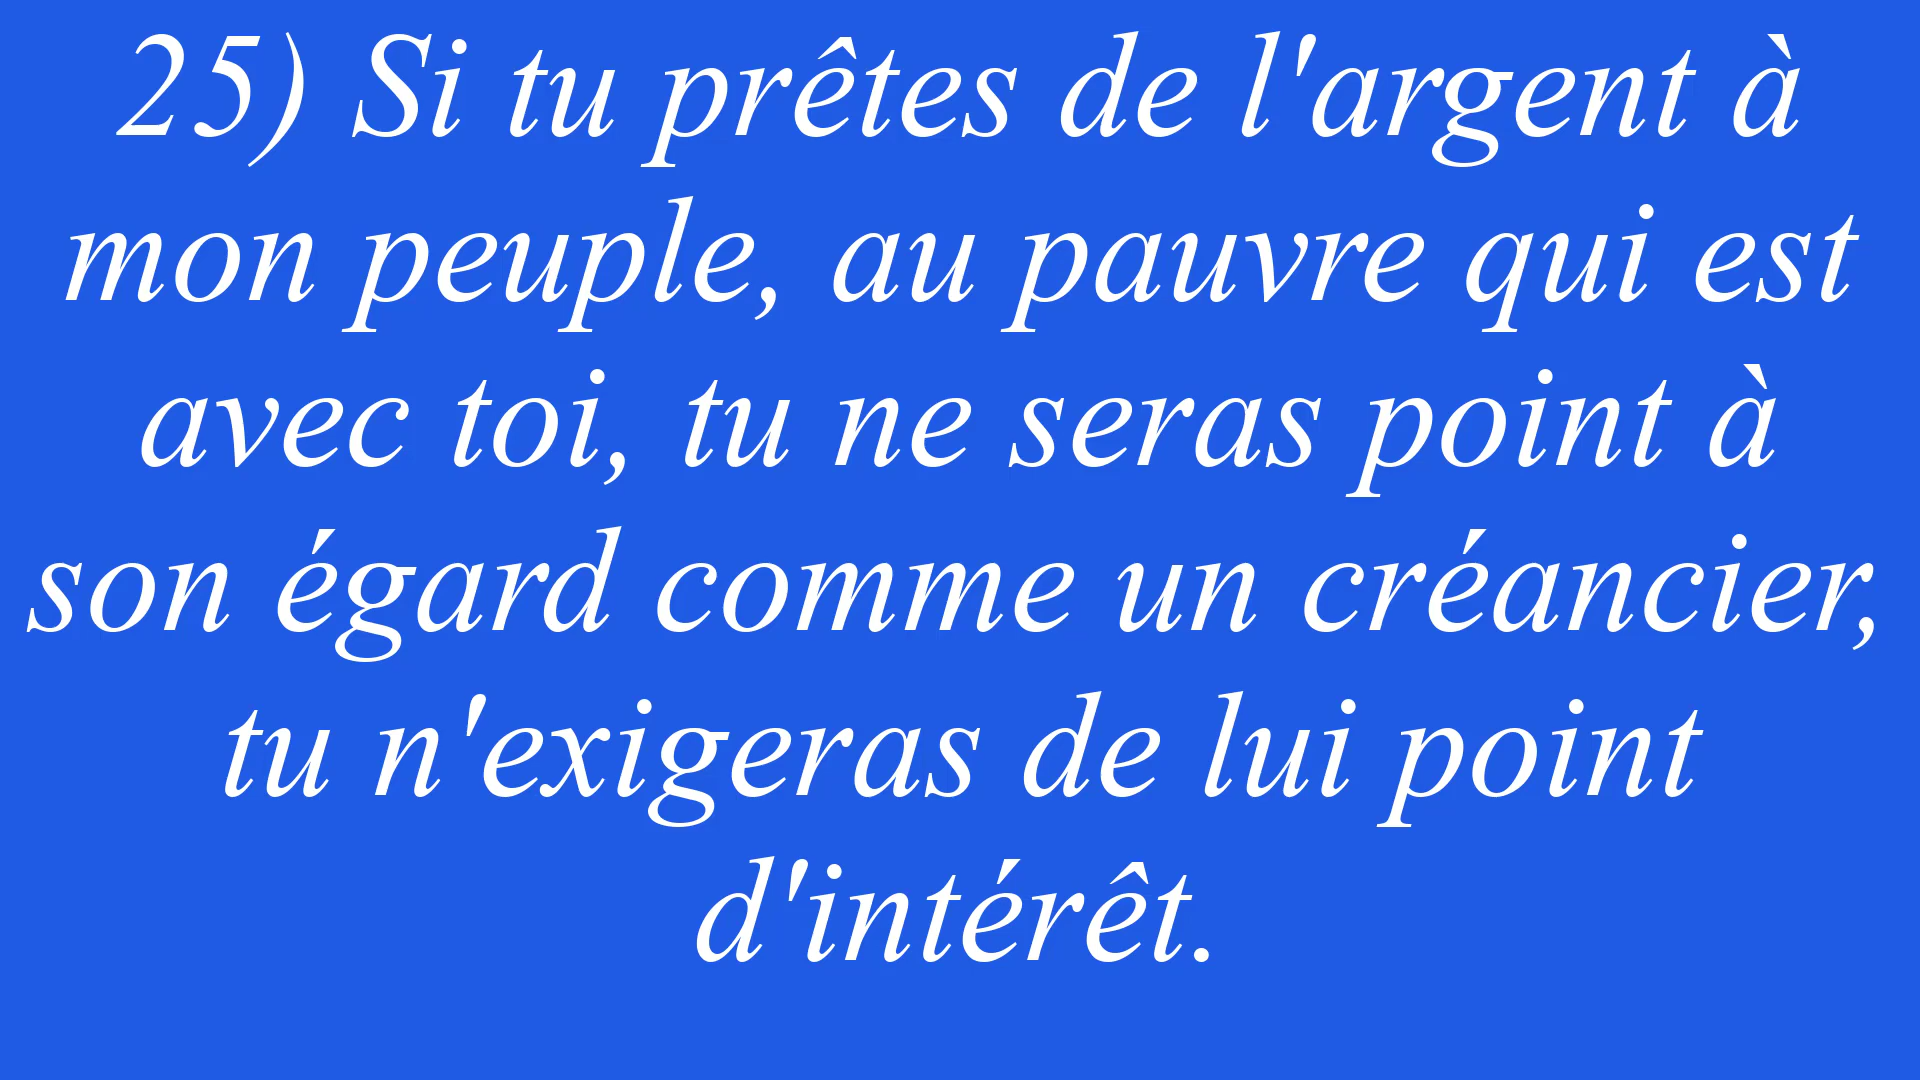 25) Si tu prêtes de l'argent à
mon peuple, au pauvre qui est
avec toi, tu ne seras point à
son égard comme un créancier,
tu n'exigeras de lui point
d'intérêt.